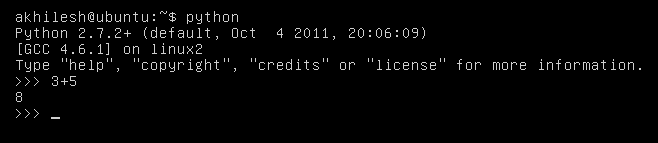 akhilesh@ubuntu:~$ python
Python 2.7.2+ (default, Oct  4 2011, 20:06:09)
[GCC 4.6.1] on linux2
Type "help", "copyright", "credits" or "license" for more information.
>>> 3+5
8
>>> _